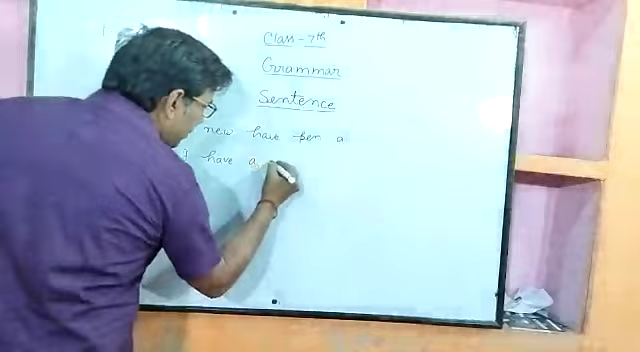 Class - 7th
Grammar
Sentence
new have pen a
I have a